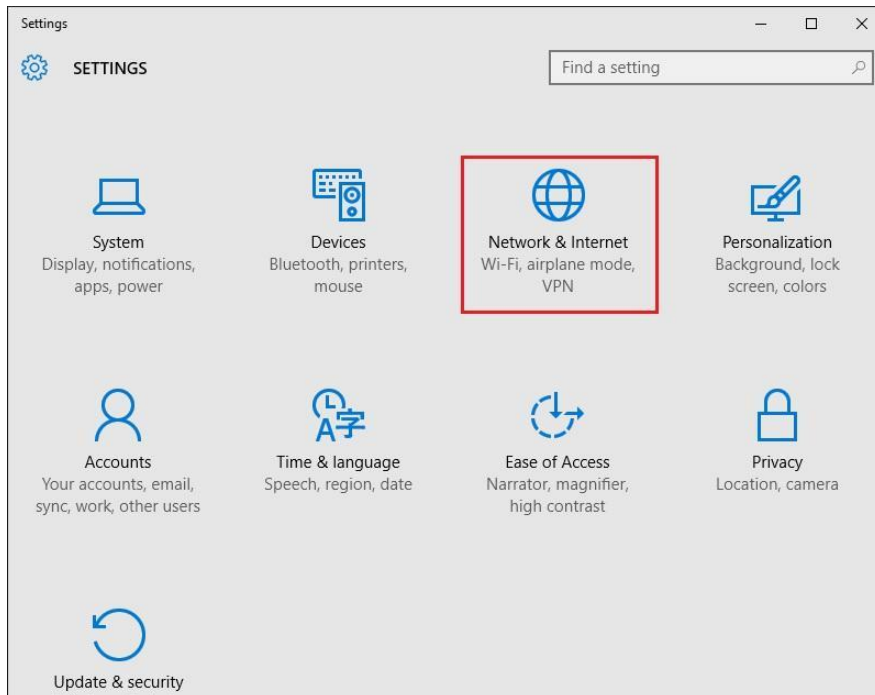 Settings
SETTINGS
Find a setting
System
Display, notifications,
apps, power
Devices
Bluetooth, printers,
mouse
Network & Internet
Wi-Fi, airplane mode,
VPN
Personalization
Background, lock
screen, colors
Accounts
Your accounts, email,
sync, work, other users
Time & language
Speech, region, date
Ease of Access
Narrator, magnifier,
high contrast
Privacy
Location, camera
Update & security